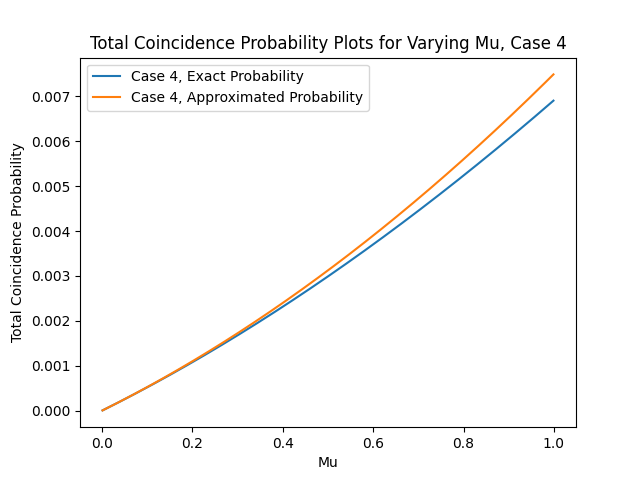 Total Coincidence Probability Plots for Varying Mu, Case 4
Case 4, Exact Probability
Case 4, Approximated Probability
Total Coincidence Probability
0.007
0.006
0.005
0.004
0.003
0.002
0.001
0.000
0.0 0.2 0.4 0.6 0.8 1.0
Mu